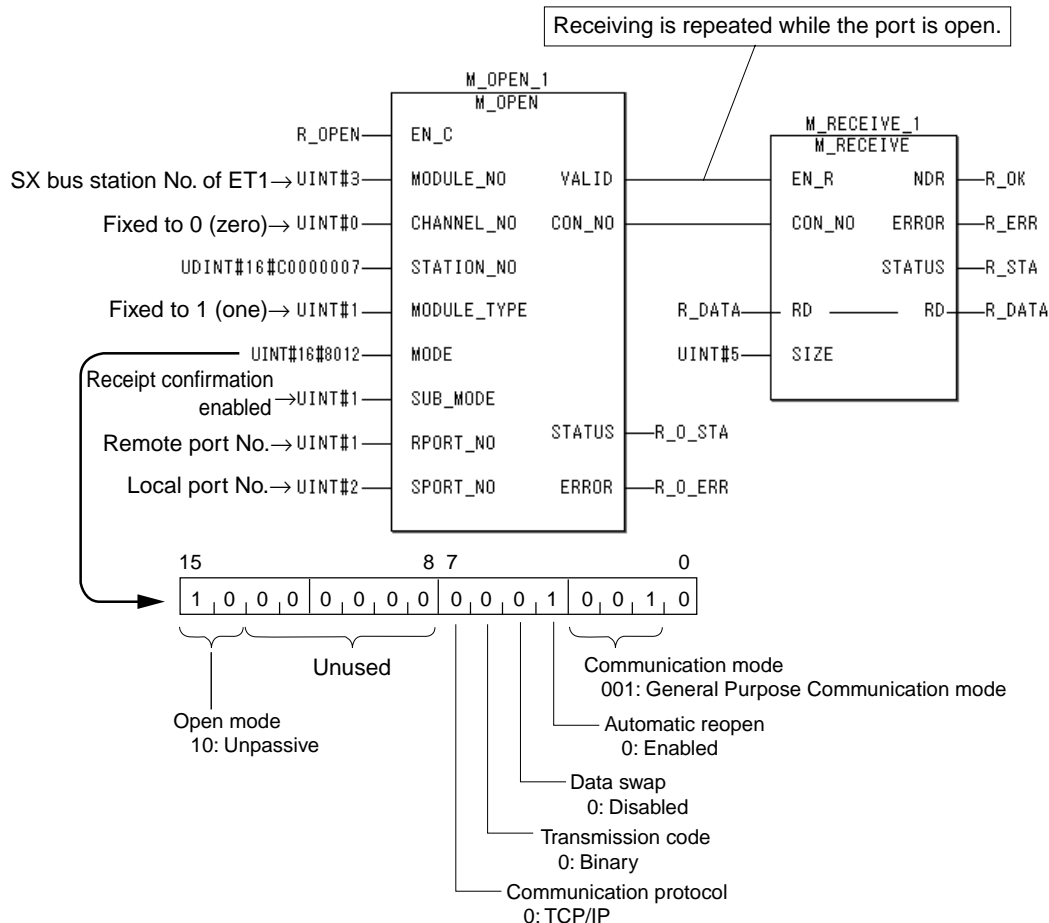 Receiving is repeated while the port is open.
M_OPEN_1
M_OPEN
M_RECEIVE_1
M_RECEIVE
R_OPEN EN_C
SX bus station No. of ET1→ UINT#3 MODULE_NO VALID EN_R NDR R_OK
Fixed to 0 (zero)→ UINT#0 CHANNEL_NO CON_NO CON_NO ERROR R_ERR
UDINT#16#C0000007 STATION_NO STATUS R_STA
Fixed to 1 (one)→ UINT#1 MODULE_TYPE R_DATA RD RD R_DATA
UINT#16#8012 MODE UINT#5 SIZE
Receipt confirmation
enabled →UINT#1 SUB_MODE
Remote port No.→ UINT#1 RPORT_NO STATUS R_O_STA
Local port No.→ UINT#2 SPORT_NO ERROR R_O_ERR
15 8 7 0
1 0 0 0 0 0 0 0 0 0 0 1 0 0 1 0
Unused
Communication mode
001: General Purpose Communication mode
Open mode
10: Unpassive
Automatic reopen
0: Enabled
Data swap
0: Disabled
Transmission code
0: Binary
Communication protocol
0: TCP/IP